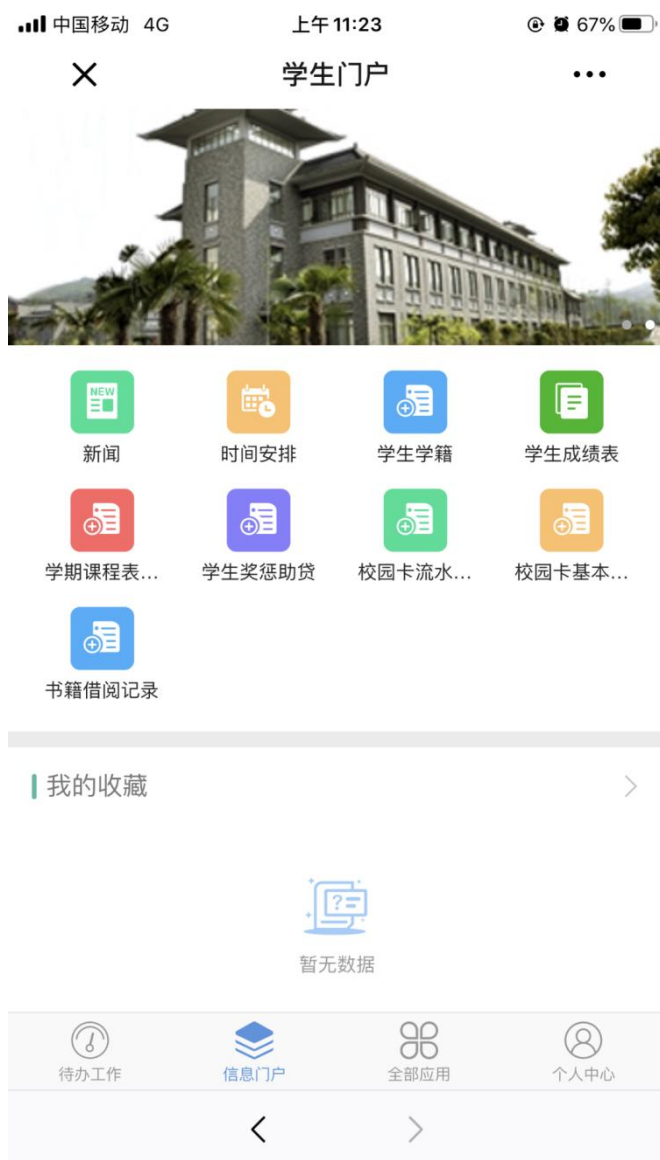 中国移动 4G 上午 11:23 67%
学生门户
NEW
新闻 时间安排 学生学籍 学生成绩表
学期课程表... 学生奖惩助贷 校园卡流水... 校园卡基本...
书籍借阅记录
我的收藏
暂无数据
待办工作 信息门户 全部应用 个人中心